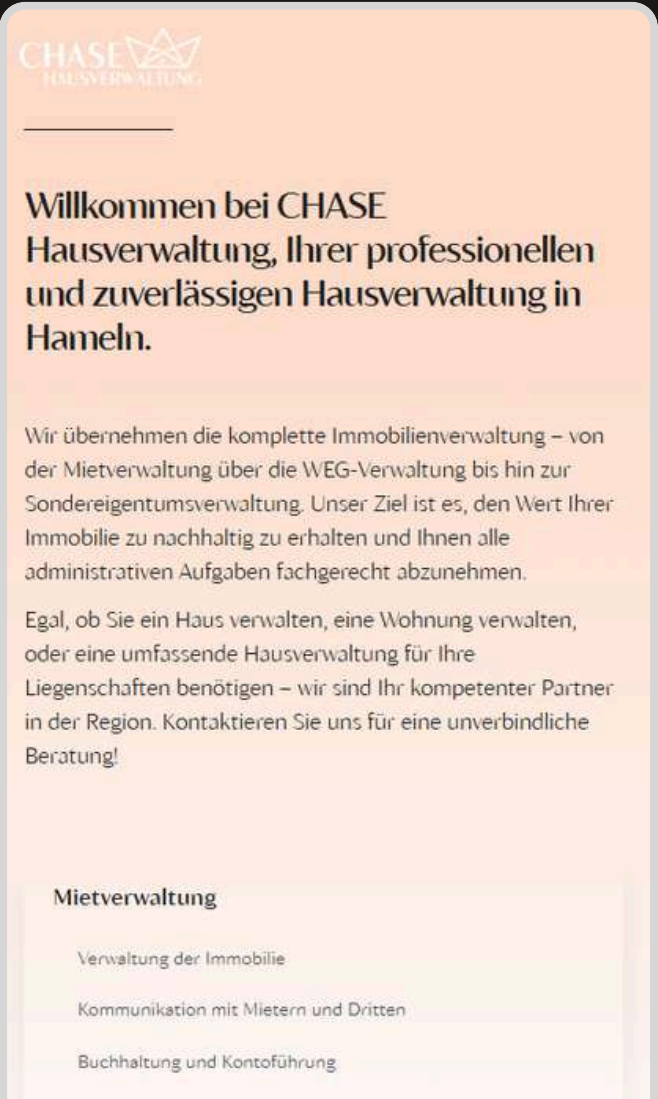 CHASE
HAUSVERWALTUNG
Willkommen bei CHASE
Hausverwaltung, Ihrer professionellen
und zuverlässigen Hausverwaltung in
Hameln.
Wir übernehmen die komplette Immobilienverwaltung – von
der Mietverwaltung über die WEG-Verwaltung bis hin zur
Sondereigentumsverwaltung. Unser Ziel ist es, den Wert Ihrer
Immobilie zu nachhaltig zu erhalten und Ihnen alle
administrativen Aufgaben fachgerecht abzunehmen.
Egal, ob Sie ein Haus verwalten, eine Wohnung verwalten,
oder eine umfassende Hausverwaltung für Ihre
Liegenschaften benötigen – wir sind Ihr kompetenter Partner
in der Region. Kontaktieren Sie uns für eine unverbindliche
Beratung!
Mietverwaltung
Verwaltung der Immobilie
Kommunikation mit Mietern und Dritten
Buchhaltung und Kontoführung